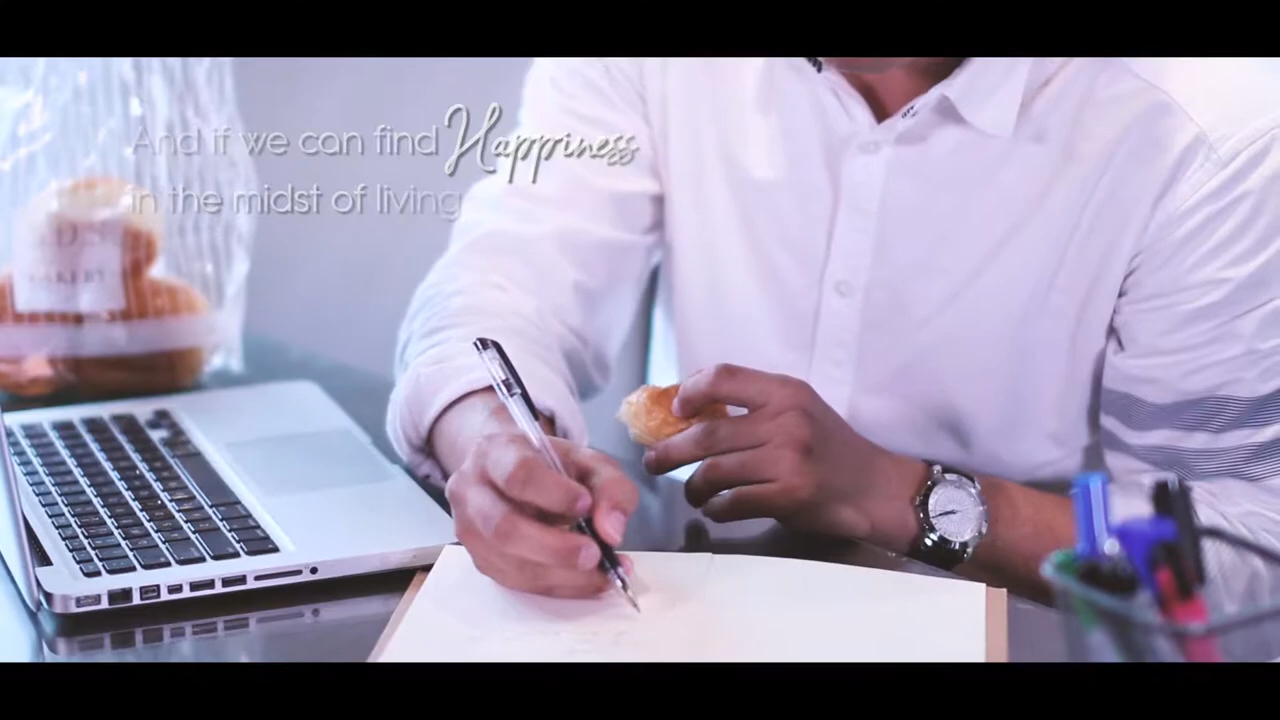 And if we can find Happiness
in the midst of living